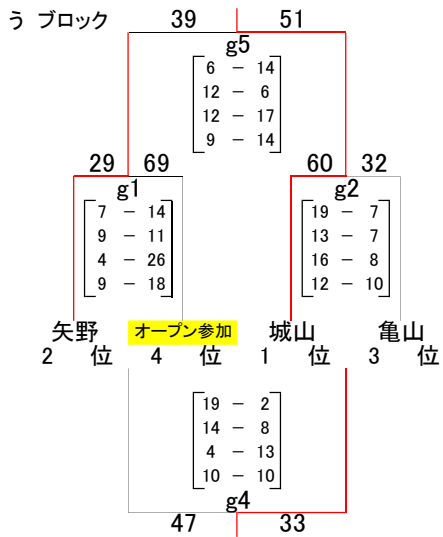 う ブロック 39 51
g5
6 － 14
12 － 6
12 － 17
9 － 14
29 69 60 32
g1 g2
7 － 14 19 － 7
9 － 11 13 － 7
4 － 26 16 － 8
9 － 18 12 － 10
矢野 オープン参加 城山 亀山
2 位 4 位 1 位 3 位
19 － 2
14 － 8
4 － 13
10 － 10
g4
47 33